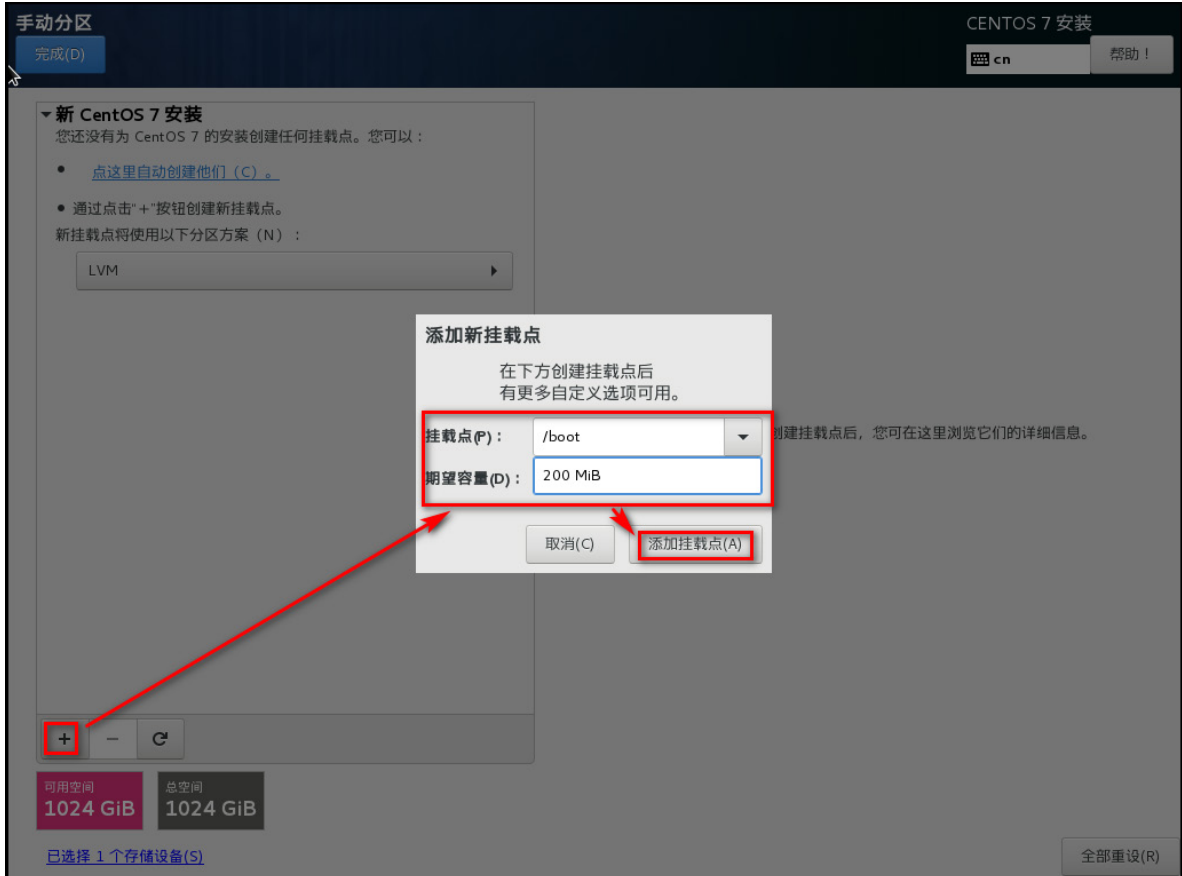 手动分区
CENTOS 7 安装
完成(D)
cn
帮助！
新 CentOS 7 安装
您还没有为 CentOS 7 的安装创建任何挂载点。您可以：
点这里自动创建他们（C）。
通过点击“+”按钮创建新挂载点。
新挂载点将使用以下分区方案（N）：
LVM
添加新挂载点
在下方创建挂载点后
有更多自定义选项可用。
挂载点(P)： /boot
创建挂载点后，您可在这里浏览它们的详细信息。
期望容量(D)： 200 MiB
取消(C) 添加挂载点(A)
+ −
可用空间
1024 GiB
总空间
1024 GiB
已选择 1 个存储设备(S)
全部重设(R)